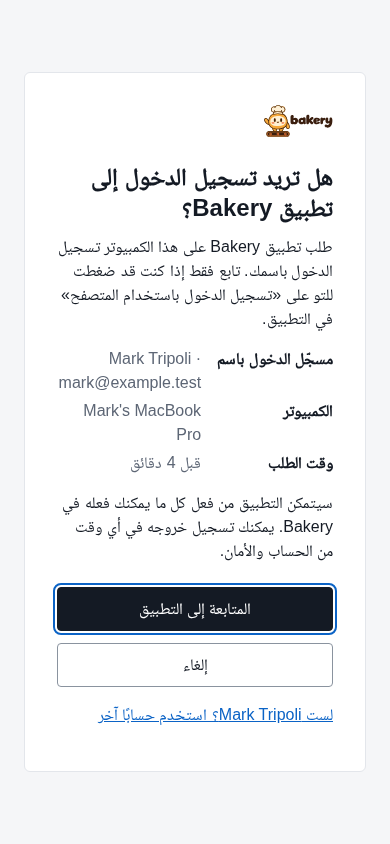 bakery
هل تريد تسجيل الدخول إلى
تطبيق Bakery؟
طلب تطبيق Bakery على هذا الكمبيوتر تسجيل
الدخول باسمك. تابع فقط إذا كنت قد ضغطت
للتو على «تسجيل الدخول باستخدام المتصفح»
في التطبيق.
مسجّل الدخول باسم
Mark Tripoli ·
mark@example.test
الكمبيوتر
Mark's MacBook
Pro
وقت الطلب
قبل 4 دقائق
سيتمكن التطبيق من فعل كل ما يمكنك فعله في
Bakery. يمكنك تسجيل خروجه في أي وقت
من الحساب والأمان.
المتابعة إلى التطبيق
إلغاء
لست Mark Tripoli؟ استخدم حسابًا آخر